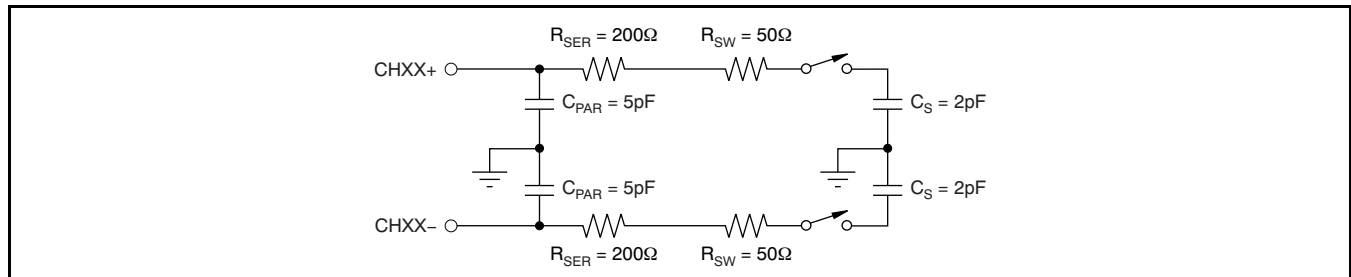 R_SER = 200Ω R_SW = 50Ω
CHXX+
C_PAR = 5pF C_S = 2pF
C_PAR = 5pF C_S = 2pF
CHXX−
R_SER = 200Ω R_SW = 50Ω